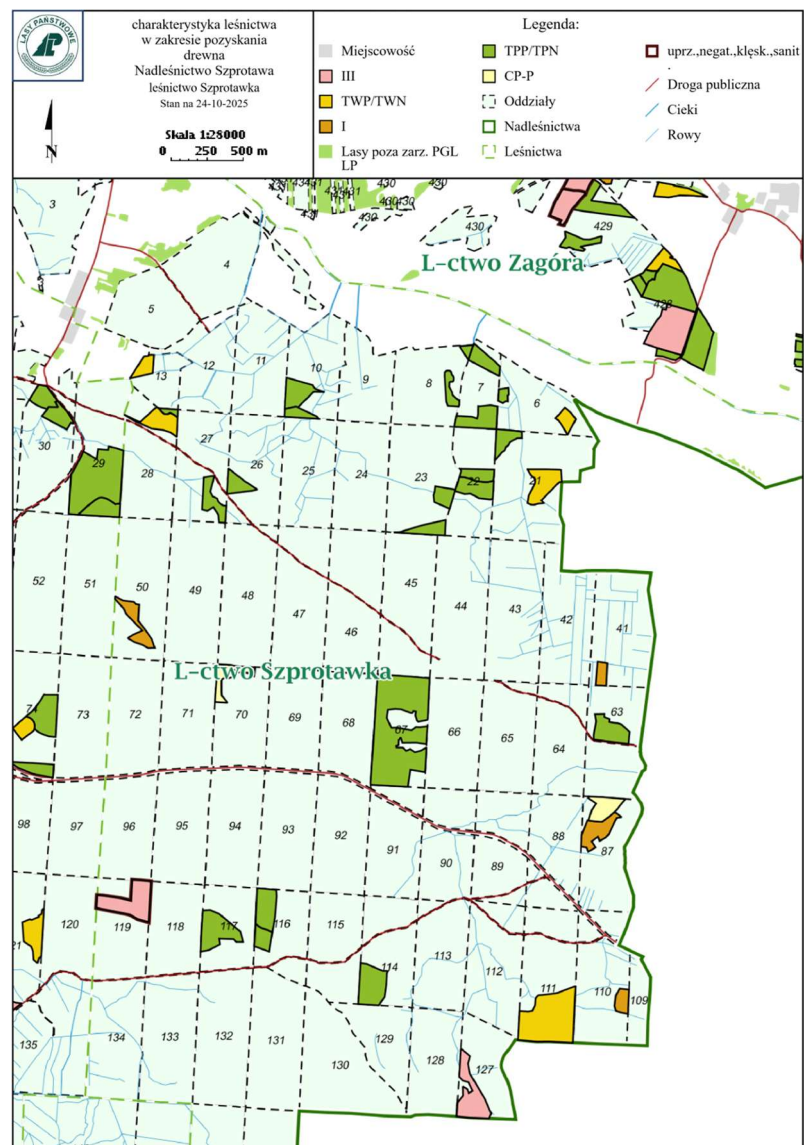 LASY PAŃSTWOWE
charakterystyka leśnictwa
w zakresie pozyskania
drewna
Nadleśnictwo Szprotawa
leśnictwo Szprotawka
Stan na 24-10-2025
N
Skala 1:28000
0 250 500 m
Legenda:
Miejscowość
III
TWP/TWN
I
Lasy poza zarz. PGL
LP
TPP/TPN
CP-P
Oddziały
Nadleśnictwa
Leśnictwa
uprz.,negat.,klęsk.,sanit
.
Droga publiczna
Cieki
Rowy
430
430
430
3
430
429
4
L-ctwo Zagóra
428
5
13 12 11 10 9 8 7 6
30 29 28 27 26 25 24 23 22 21
52 51 50 49 48 47 46 45 44 43 42 41
L-ctwo Szprotawka
74 73 72 71 70 69 68 67 66 65 64 63
98 97 96 95 94 93 92 91 90 89 88 87
120 119 118 117 116 115 114 113 112 111 110 109
135 134 133 132 131 130 129 128 127